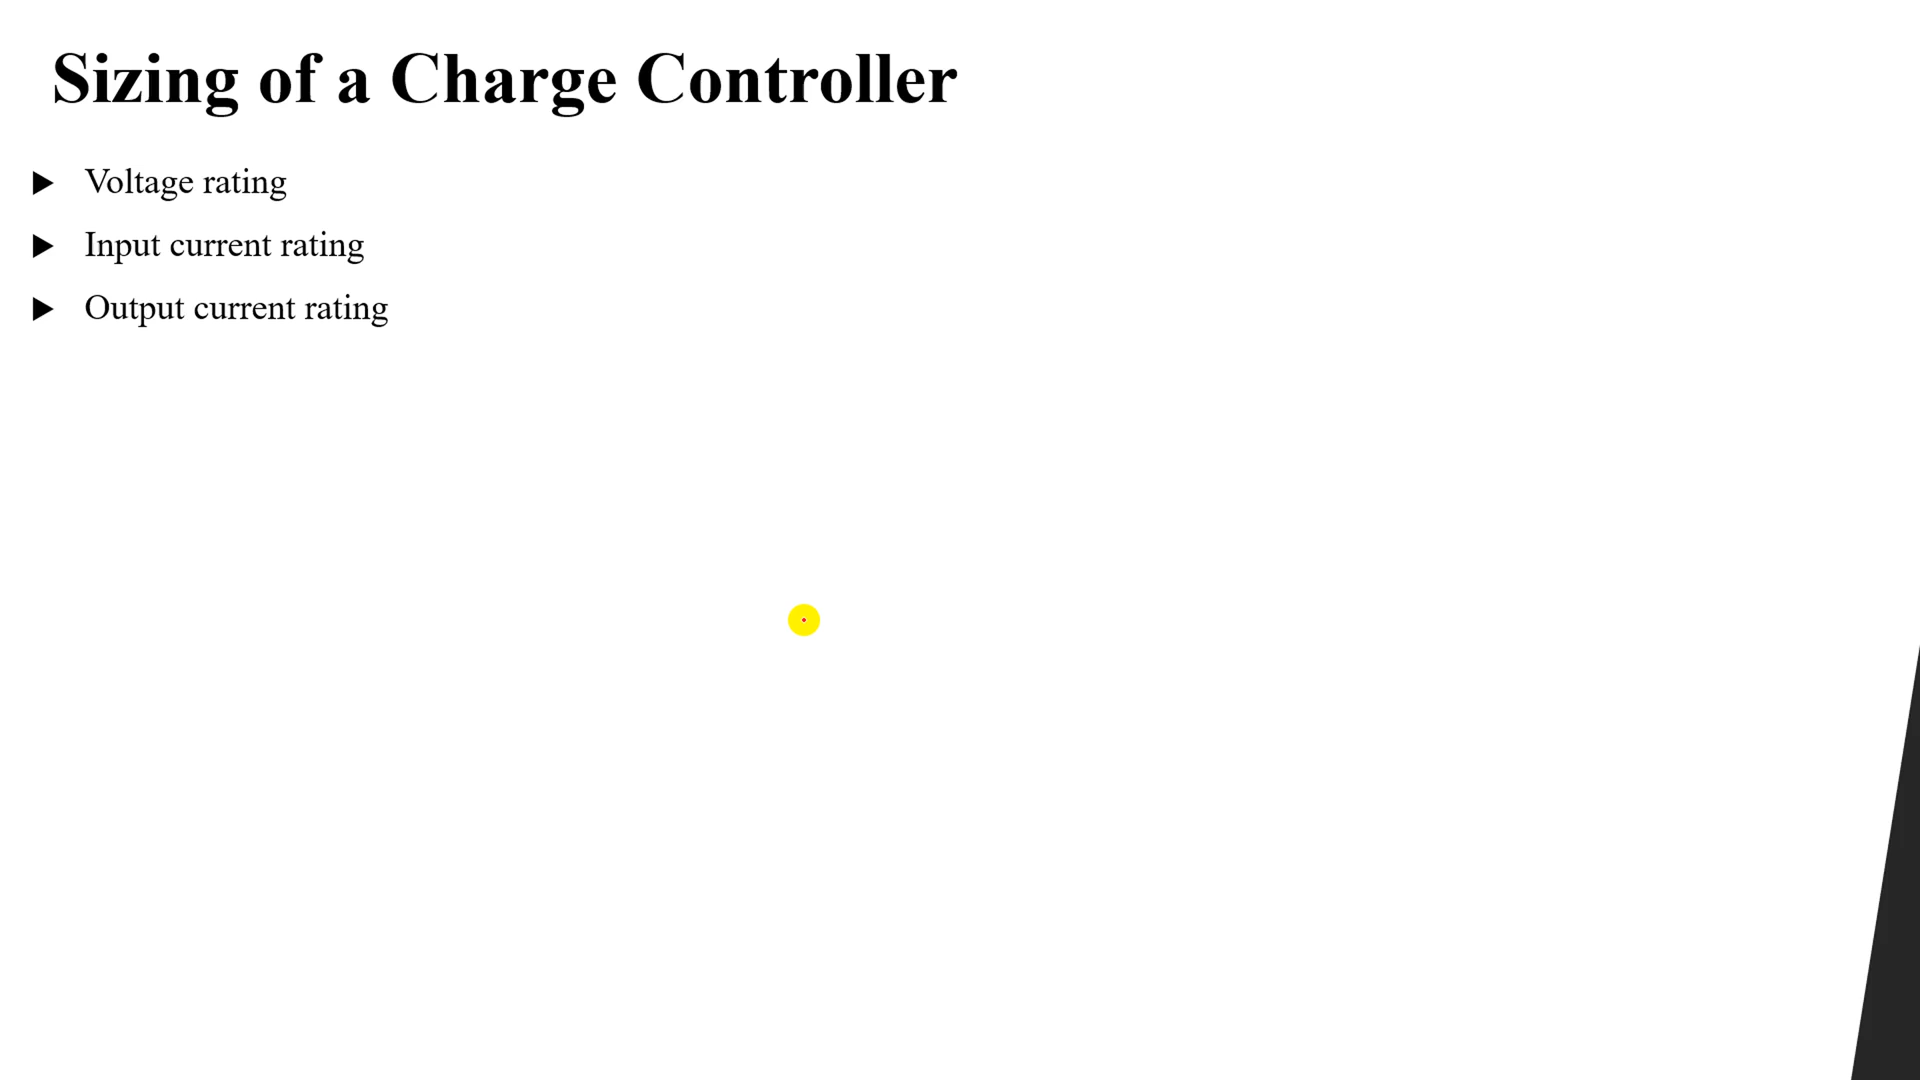 Sizing of a Charge Controller
Voltage rating
Input current rating
Output current rating